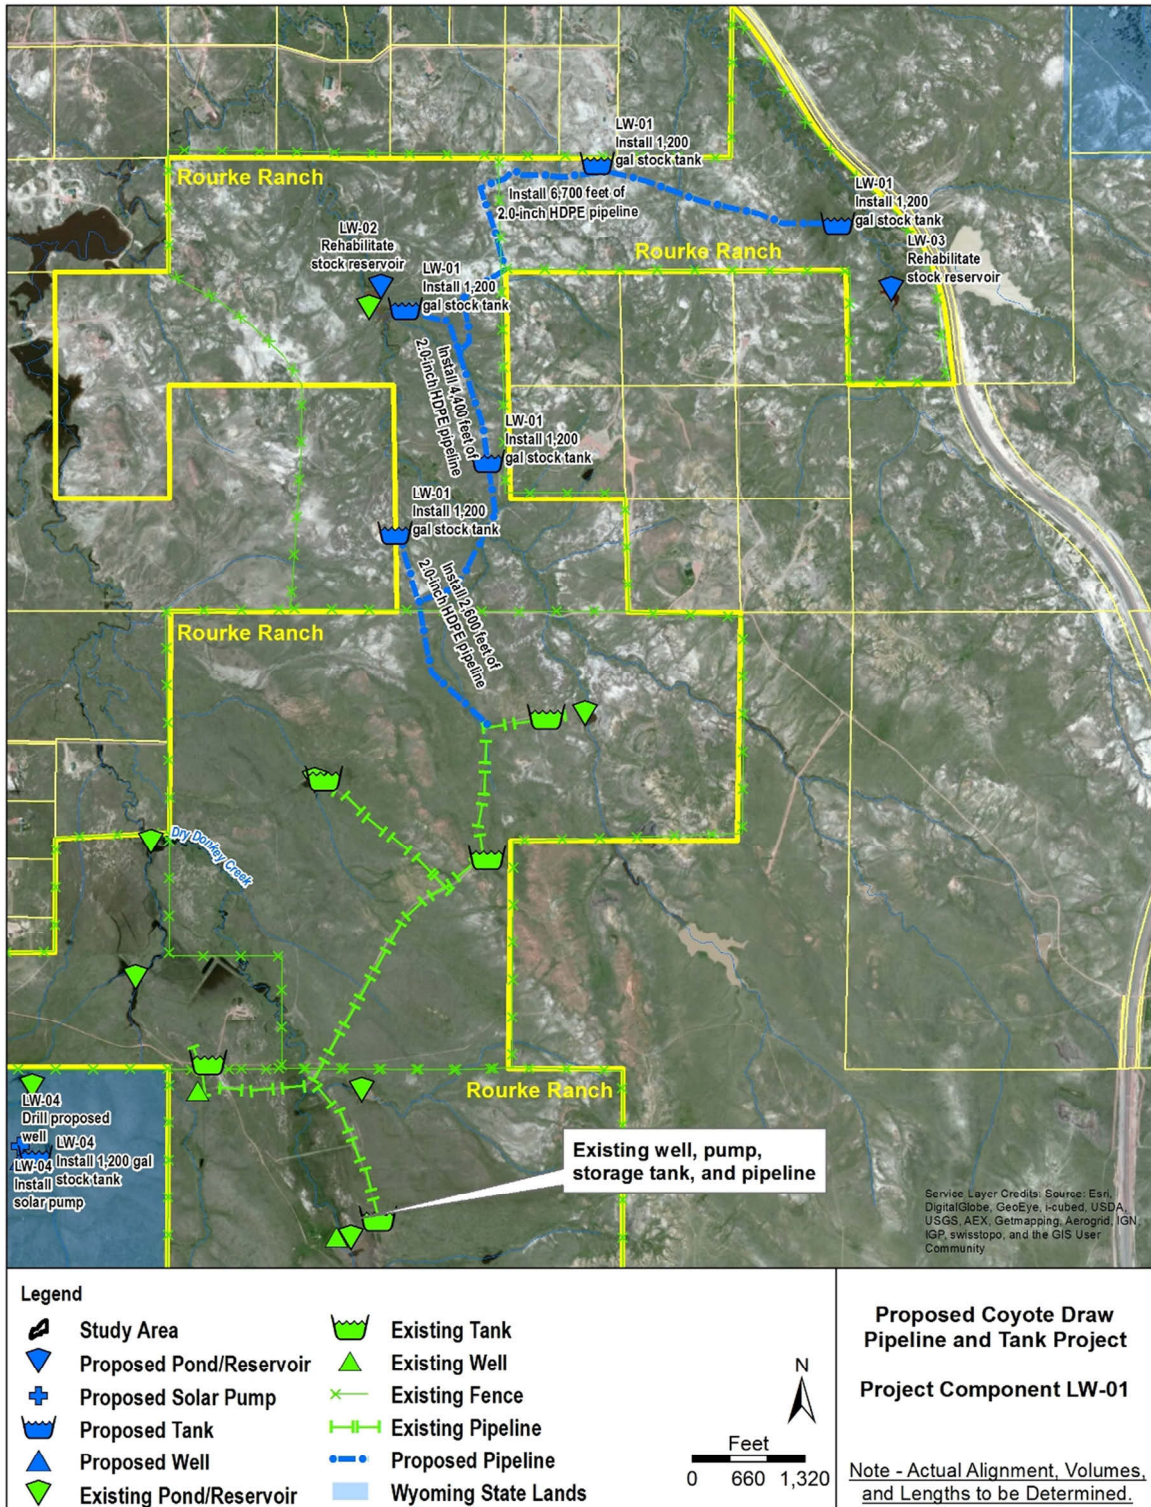 LW-01
Install 1,200
gal stock tank
Rourke Ranch
Install 6,700 feet of
2.0-inch HDPE pipeline
LW-01
Install 1,200
gal stock tank
LW-02
Rehabilitate
stock reservoir
Rourke Ranch
LW-03
Rehabilitate
stock reservoir
LW-01
Install 1,200
gal stock tank
Install 4,400 feet of
2.0-inch HDPE pipeline
LW-01
Install 1,200
gal stock tank
LW-01
Install 1,200
gal stock tank
Install 2,600 feet of
2.0-inch HDPE pipeline
Rourke Ranch
Dry Donkey Creek
Rourke Ranch
LW-04
Drill proposed
well
LW-04
Install 1,200 gal
stock tank
LW-04
Install
solar pump
Existing well, pump,
storage tank, and pipeline
Service Layer Credits: Source: Esri,
DigitalGlobe, GeoEye, i-cubed, USDA,
USGS, AEX, Getmapping, Aerogrid, IGN,
IGP, swisstopo, and the GIS User
Community
Legend
Study Area
Proposed Pond/Reservoir
Proposed Solar Pump
Proposed Tank
Proposed Well
Existing Pond/Reservoir
Existing Tank
Existing Well
Existing Fence
Existing Pipeline
Proposed Pipeline
Wyoming State Lands
N
Feet
0 660 1,320
Proposed Coyote Draw
Pipeline and Tank Project
Project Component LW-01
Note - Actual Alignment, Volumes,
and Lengths to be Determined.